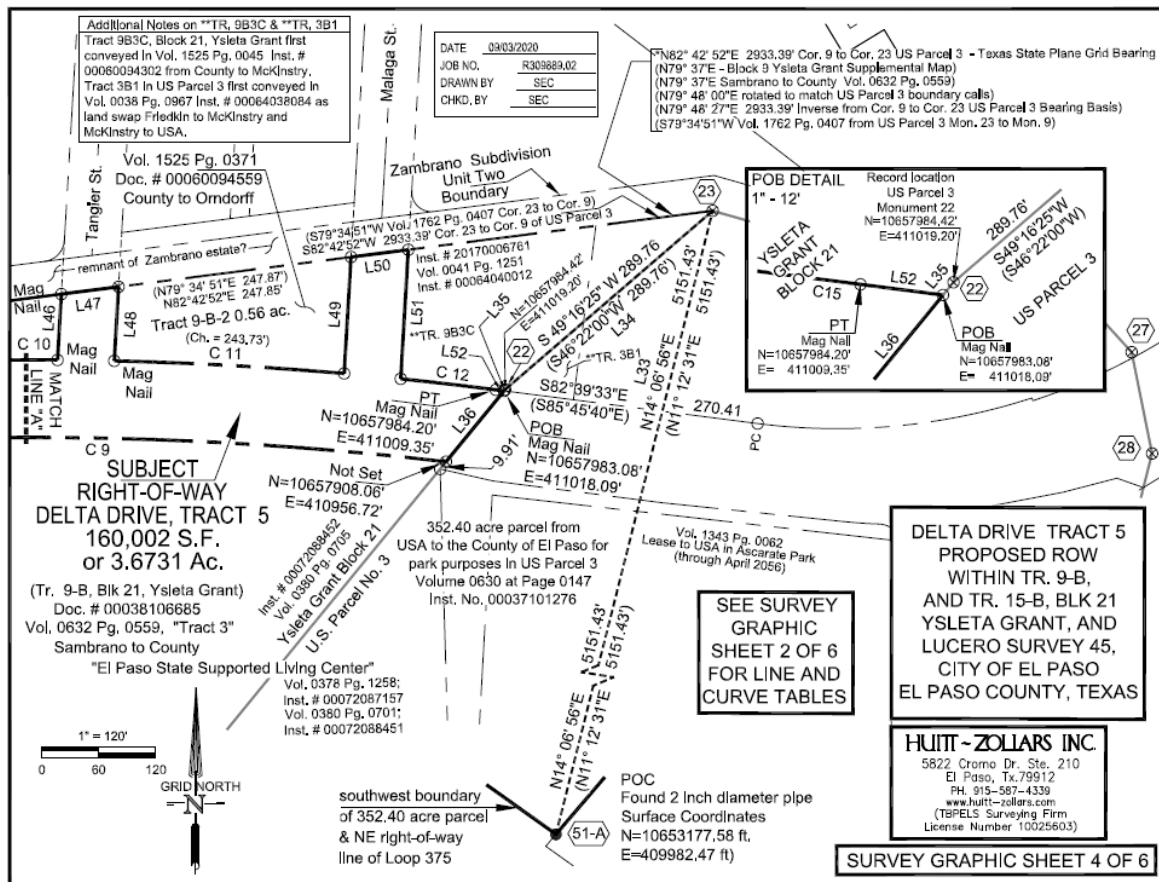 Additional Notes on **TR, 9B3C & **TR, 3B1
Tract 9B3C, Block 21, Ysleta Grant first
conveyed in Vol. 1525 Pg. 0045 Inst. #
00060094302 from County to McKinstry,
Tract 3B1 In US Parcel 3 first conveyed In
Vol. 0038 Pg. 0967 Inst. # 00064038084 as
land swap Friedkin to McKinstry and
McKinstry to USA.
Vol. 1525 Pg. 0371
Doc. # 00060094559
County to Orndorff
Tangier St.
Malaga St.
DATE 09/03/2020
JOB NO. R309889.02
DRAWN BY SEC
CHKD. BY SEC
*N82° 42' 52"E 2933.39' Cor. 9 to Cor. 23 US Parcel 3 - Texas State Plane Grid Bearing
(N79° 37'E - Block 9 Ysleta Grant Supplemental Map)
(N79° 37'E Sambrano to County Vol. 0632 Pg. 0559)
(N79° 48' 00"E rotated to match US Parcel 3 boundary calls)
(N79° 48' 27"E 2933.39' Inverse from Cor. 9 to Cor. 23 US Parcel 3 Bearing Basis)
(S79°34'51"W Vol. 1762 Pg. 0407 from US Parcel 3 Mon. 23 to Mon. 9)
Zambrano Subdivision
Unit Two
Boundary
23
remnant of Zambrano estate?
(S79°34'51"W Vol. 1762 Pg. 0407 Cor. 23 to Cor. 9)
S82°42'52"W 2933.39' Cor. 23 to Cor. 9 of US Parcel 3
POB DETAIL
1" - 12'
Record location
US Parcel 3
Monument 22
N=10657984.42'
E=411019.20'
289.76'
S49°16'25"W
(S46°22'00"W)
YSLETA
GRANT
BLOCK 21
C15
L52
L35
22
US PARCEL 3
PT
Mag Nail
N=10657984.20'
E= 411009.35'
L36
POB
Mag Nail
N=10657983.08'
E= 411018.09'
Mag
Nail
L47
(N79° 34' 51"E 247.87')
N82°42'52"E 247.85'
L50
Inst. # 20170006761
Vol. 0041 Pg. 1251
Inst. # 00064040012
L46
L48
Tract 9-B-2 0.56 ac.
(Ch. = 243.73')
L49
L51
**TR. 9B3C
L35
N=10657984.42'
E=411019.20'
S 49°16'25" W 289.76
(S46°22'00"W 289.76')
L34
5151.43'
5151.43')
C 10
C 11
L52
22
**TR. 3B1
L33
N14° 06' 56"E
(N11° 12' 31"E
27
MATCH
LINE "A"
Mag
Nail
Mag
Nail
C 12
S82°39'33"E
(S85°45'40"E)
270.41
PC
PT
Mag Nail
N=10657984.20'
E=411009.35'
L36
POB
Mag Nail
N=10657983.08'
E=411018.09'
9.91'
28
C 9
SUBJECT
RIGHT-OF-WAY
DELTA DRIVE, TRACT 5
160,002 S.F.
or 3.6731 Ac.
Not Set
N=10657908.06'
E=410956.72'
(Tr. 9-B, Blk 21, Ysleta Grant)
Doc. # 00038106685
Vol. 0632 Pg. 0559, "Tract 3"
Sambrano to County
Inst. # 00072088452
Vol. 0380 Pg. 0705
Ysleta Grant Block 21
U.S. Parcel No. 3
352.40 acre parcel from
USA to the County of El Paso for
park purposes In US Parcel 3
Volume 0630 at Page 0147
Inst. No. 00037101276
Vol. 1343 Pg. 0062
Lease to USA in Ascarate Park
(through April 2056)
DELTA DRIVE TRACT 5
PROPOSED ROW
WITHIN TR. 9-B,
AND TR. 15-B, BLK 21
YSLETA GRANT, AND
LUCERO SURVEY 45,
CITY OF EL PASO
EL PASO COUNTY, TEXAS
SEE SURVEY
GRAPHIC
SHEET 2 OF 6
FOR LINE AND
CURVE TABLES
"El Paso State Supported Living Center"
Vol. 0378 Pg. 1258;
Inst. # 00072087157
Vol. 0380 Pg. 0701;
Inst. # 00072088451
N14° 06' 56"E 5151.43'
(N11° 12' 31"E 5151.43')
1" = 120'
0 60 120
GRID NORTH
N
southwest boundary
of 352.40 acre parcel
& NE right-of-way
line of Loop 375
51-A
POC
Found 2 Inch diameter pipe
Surface Coordinates
N=10653177.58 ft,
E=409982.47 ft)
HUITT~ZOLLARS INC.
5822 Cromo Dr. Ste. 210
El Paso, Tx.79912
PH. 915-587-4339
www.huitt-zollars.com
(TBPELS Surveying Firm
License Number 10025603)
SURVEY GRAPHIC SHEET 4 OF 6